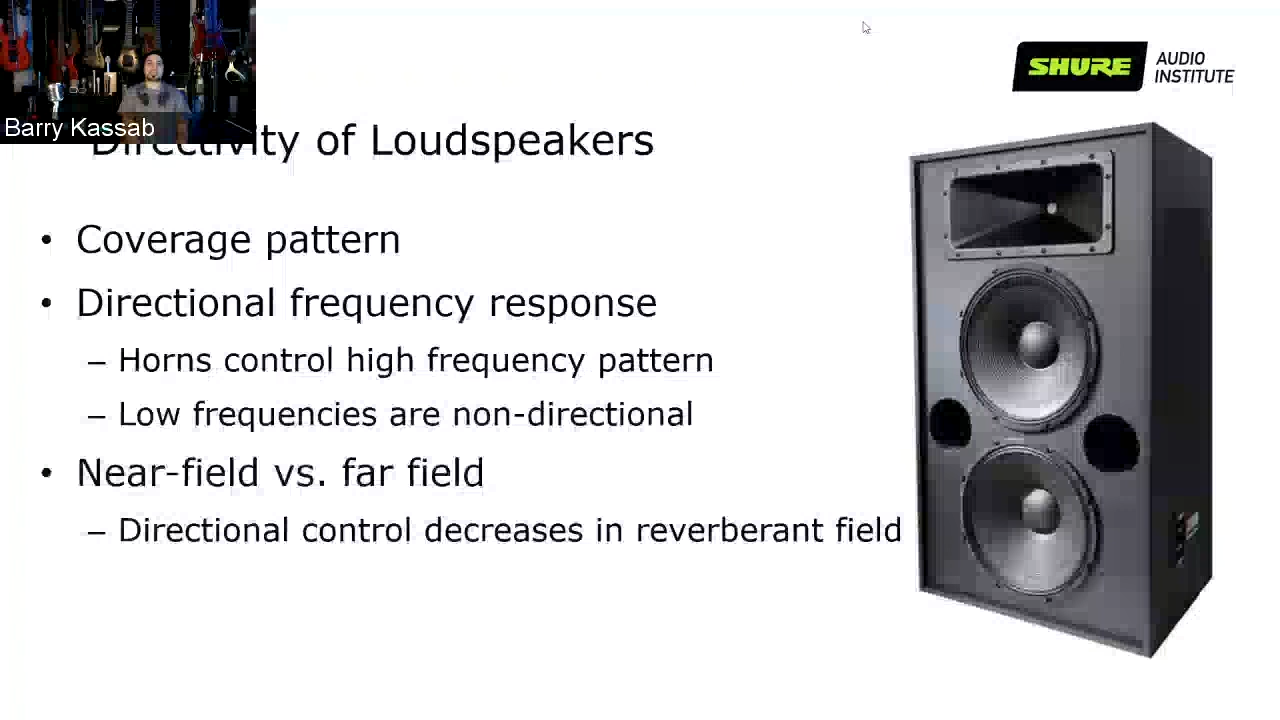 Barry Kassab
SHURE AUDIO
INSTITUTE
Directivity of Loudspeakers
• Coverage pattern
• Directional frequency response
– Horns control high frequency pattern
– Low frequencies are non-directional
• Near-field vs. far field
– Directional control decreases in reverberant field